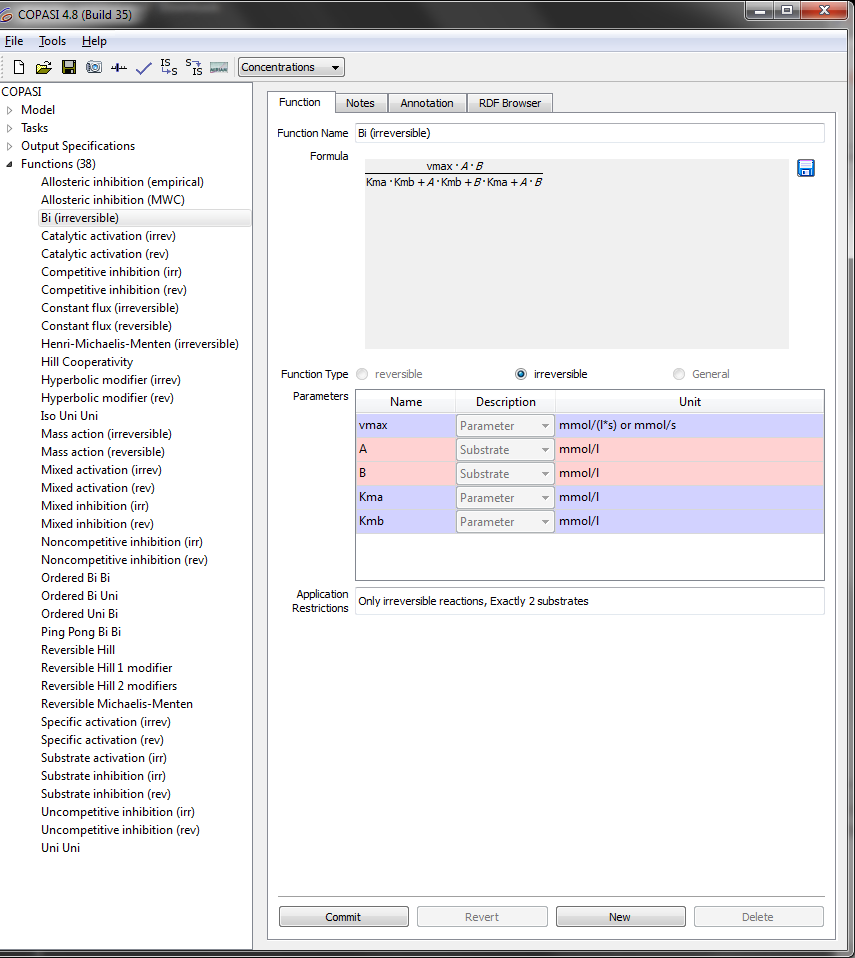 COPASI 4.8 (Build 35)
File Tools Help
IS S S IS Concentrations
COPASI
Model
Tasks
Output Specifications
Functions (38)
Allosteric inhibition (empirical)
Allosteric inhibition (MWC)
Bi (irreversible)
Catalytic activation (irrev)
Catalytic activation (rev)
Competitive inhibition (irr)
Competitive inhibition (rev)
Constant flux (irreversible)
Constant flux (reversible)
Henri-Michaelis-Menten (irreversible)
Hill Cooperativity
Hyperbolic modifier (irrev)
Hyperbolic modifier (rev)
Iso Uni Uni
Mass action (irreversible)
Mass action (reversible)
Mixed activation (irrev)
Mixed activation (rev)
Mixed inhibition (irr)
Mixed inhibition (rev)
Noncompetitive inhibition (irr)
Noncompetitive inhibition (rev)
Ordered Bi Bi
Ordered Bi Uni
Ordered Uni Bi
Ping Pong Bi Bi
Reversible Hill
Reversible Hill 1 modifier
Reversible Hill 2 modifiers
Reversible Michaelis-Menten
Specific activation (irrev)
Specific activation (rev)
Substrate activation (irr)
Substrate inhibition (irr)
Substrate inhibition (rev)
Uncompetitive inhibition (irr)
Uncompetitive inhibition (rev)
Uni Uni
Function Notes Annotation RDF Browser
Function Name Bi (irreversible)
Formula
vmax · A · B
Kma · Kmb + A · Kmb + B · Kma + A · B
Function Type reversible irreversible General
Parameters
Name Description Unit
vmax Parameter mmol/(l*s) or mmol/s
A Substrate mmol/l
B Substrate mmol/l
Kma Parameter mmol/l
Kmb Parameter mmol/l
Application
Restrictions
Only irreversible reactions, Exactly 2 substrates
Commit Revert New Delete